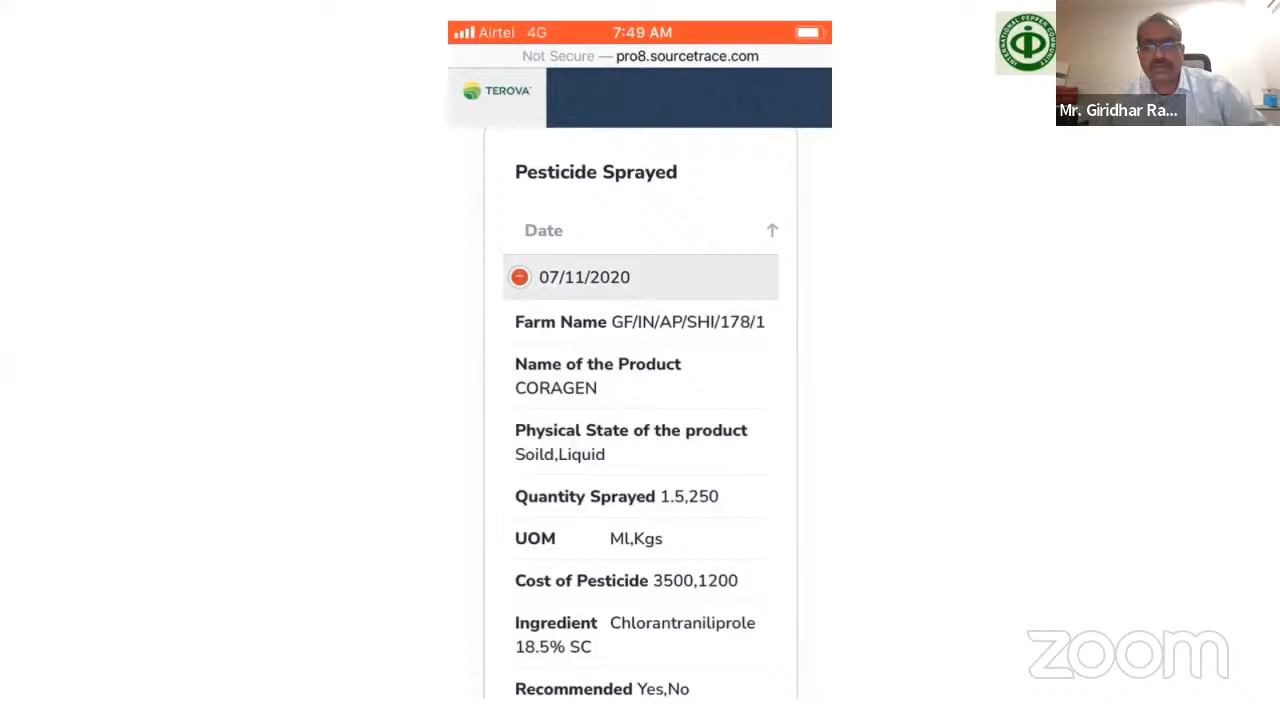 Airtel 4G 7:49 AM
Not Secure — pro8.sourcetrace.com
TEROVA
INTERNATIONAL PEPPER COMMUNITY
Mr. Giridhar Ra...
Pesticide Sprayed
Date ↑
07/11/2020
Farm Name GF/IN/AP/SHI/178/1
Name of the Product
CORAGEN
Physical State of the product
Soild,Liquid
Quantity Sprayed 1.5,250
UOM Ml,Kgs
Cost of Pesticide 3500,1200
Ingredient Chlorantraniliprole
18.5% SC
Recommended Yes,No
zoom